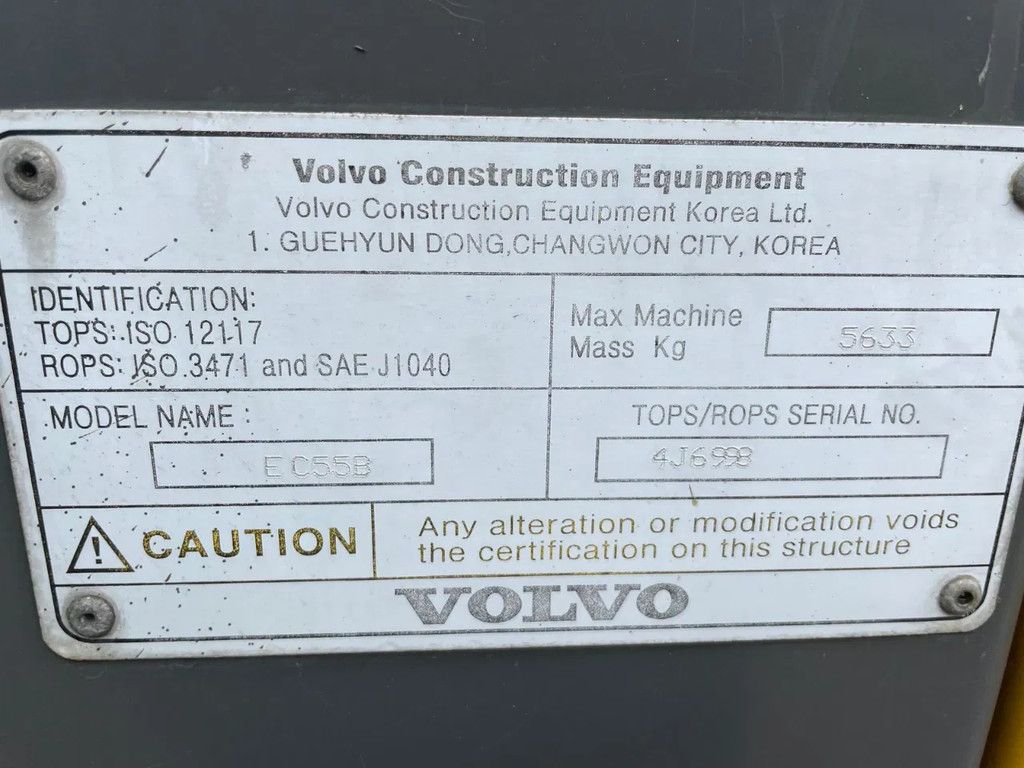 Volvo Construction Equipment
Volvo Construction Equipment Korea Ltd.
1. GUEHYUN DONG,CHANGWON CITY, KOREA
IDENTIFICATION:
TOPS: ISO 12117
ROPS: ISO 3471 and SAE J1040
Max Machine
Mass Kg
5633
MODEL NAME :
EC55B
TOPS/ROPS SERIAL NO.
4J6998
CAUTION
Any alteration or modification voids
the certification on this structure
VOLVO